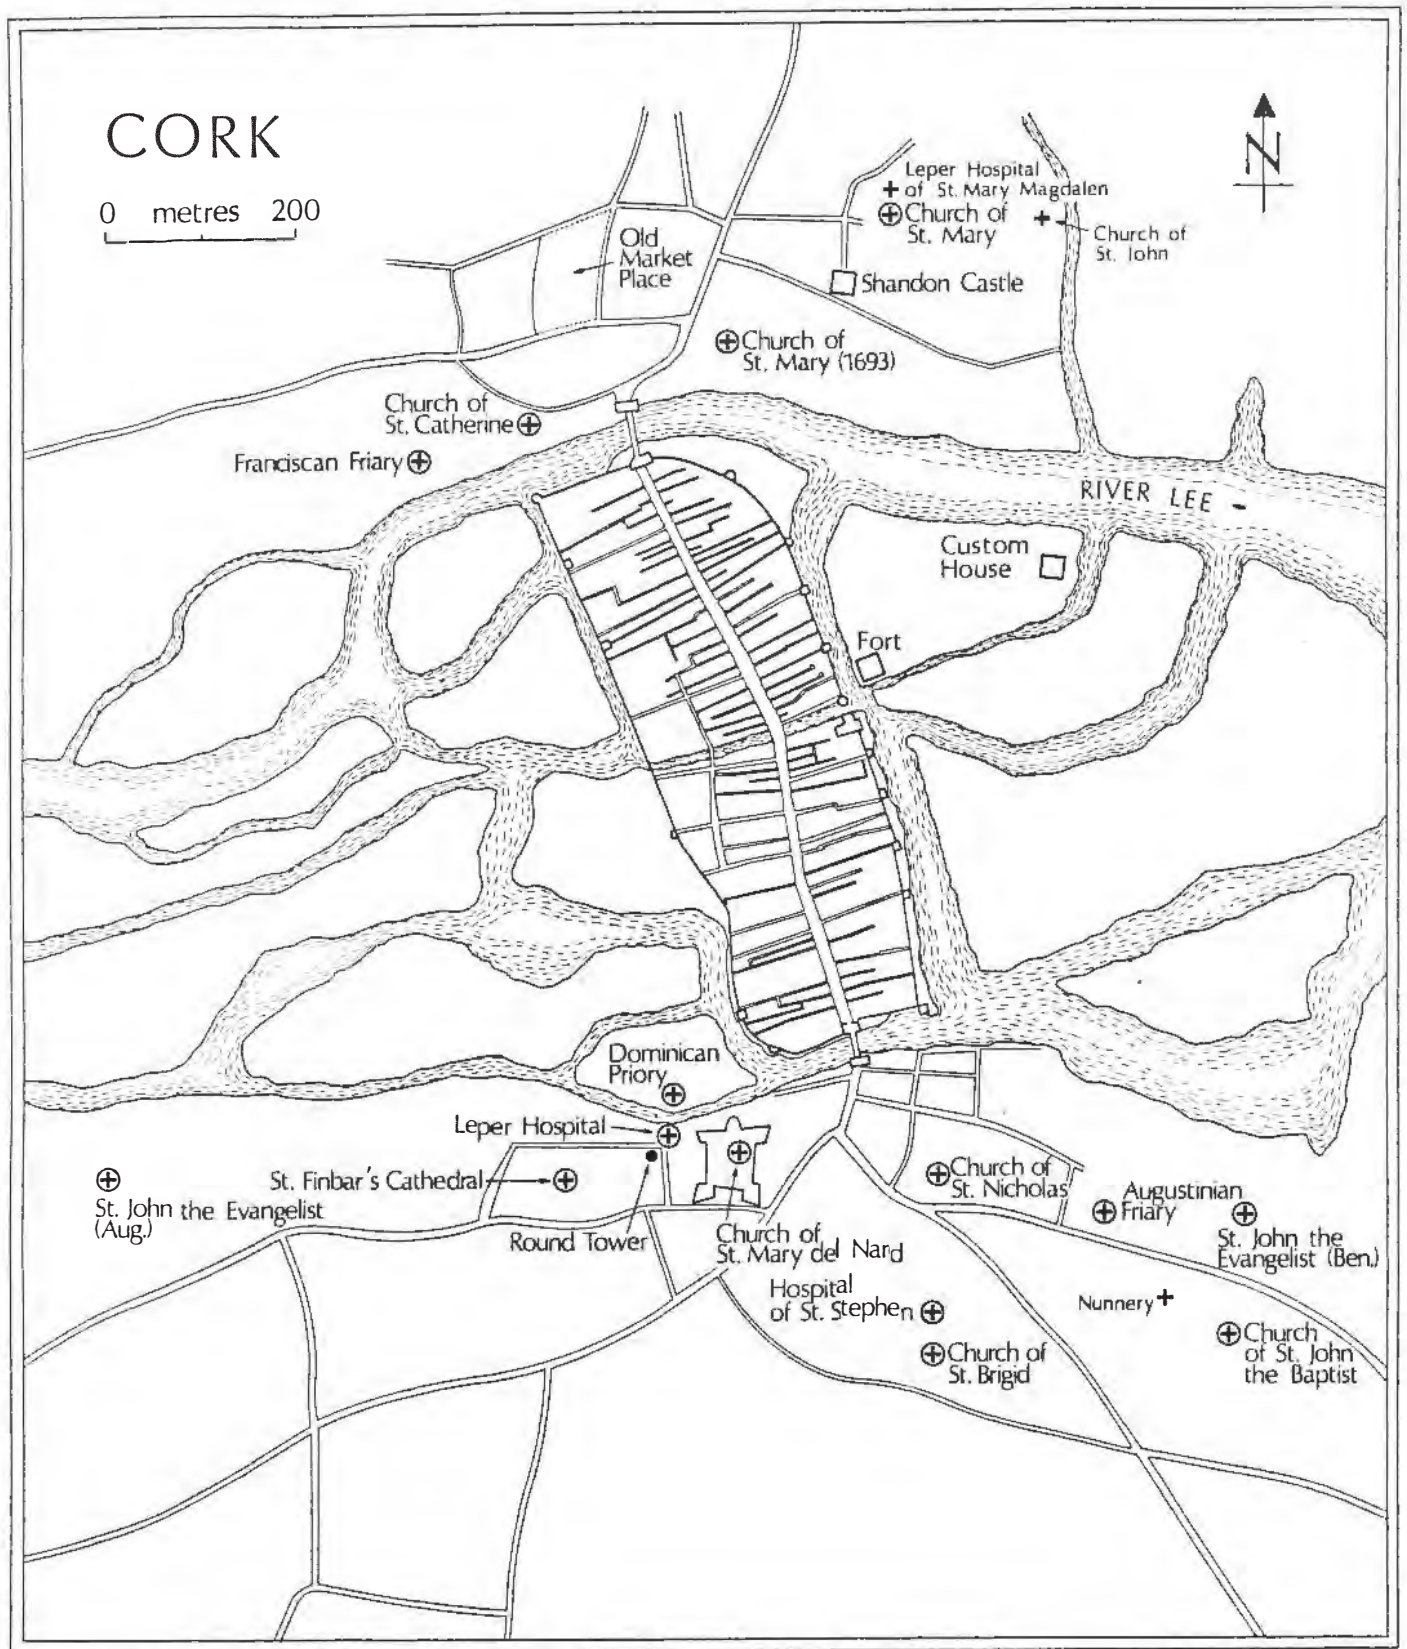 CORK
0 metres 200
N
Leper Hospital
of St. Mary Magdalen
Church of
St. Mary
Church of
St. John
Old
Market
Place
Shandon Castle
Church of
St. Mary (1693)
Church of
St. Catherine
Franciscan Friary
RIVER LEE
Custom
House
Fort
Dominican
Priory
Leper Hospital
St. Finbar's Cathedral
St. John the Evangelist
(Aug.)
Round Tower
Church of
St. Mary del Nard
Church of
St. Nicholas
Augustinian
Friary
St. John the
Evangelist (Ben.)
Hospital
of St. Stephen
Nunnery
Church of
St. Brigid
Church
of St. John
the Baptist